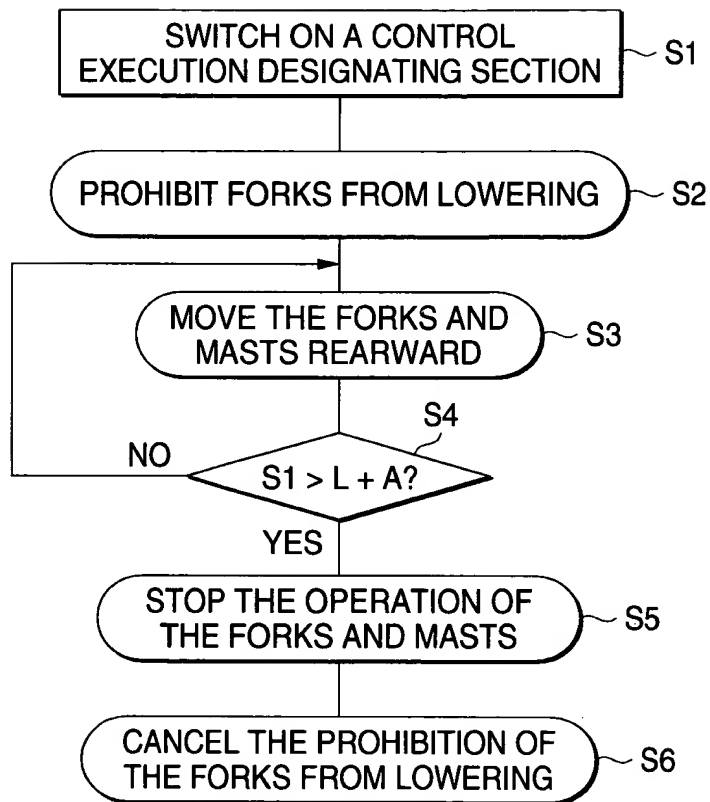 SWITCH ON A CONTROL
EXECUTION DESIGNATING SECTION
S1
PROHIBIT FORKS FROM LOWERING
S2
MOVE THE FORKS AND
MASTS REARWARD
S3
S4
NO
S1 > L + A?
YES
STOP THE OPERATION OF
THE FORKS AND MASTS
S5
CANCEL THE PROHIBITION OF
THE FORKS FROM LOWERING
S6